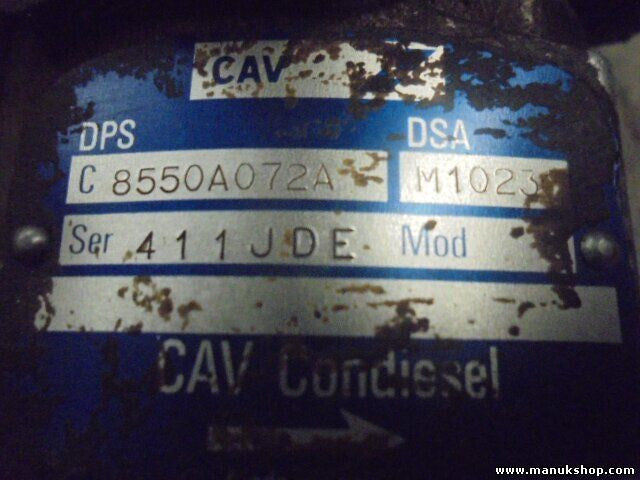 CAV
DPS DSA
C 8550A072A M1023
Ser 411JDE Mod
CAV Condiesel
www.manukshop.com